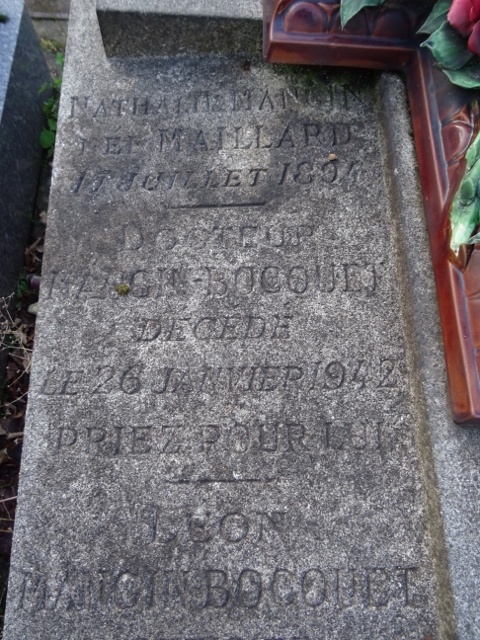 NATHALIE MANGIN
NEE MAILLARD
17 JUILLET 1894
DOCTEUR
MANGIN-BOCQUET
DECEDE
LE 26 JANVIER 1942
PRIEZ POUR LUI
LEON
MANGIN BOCQUET